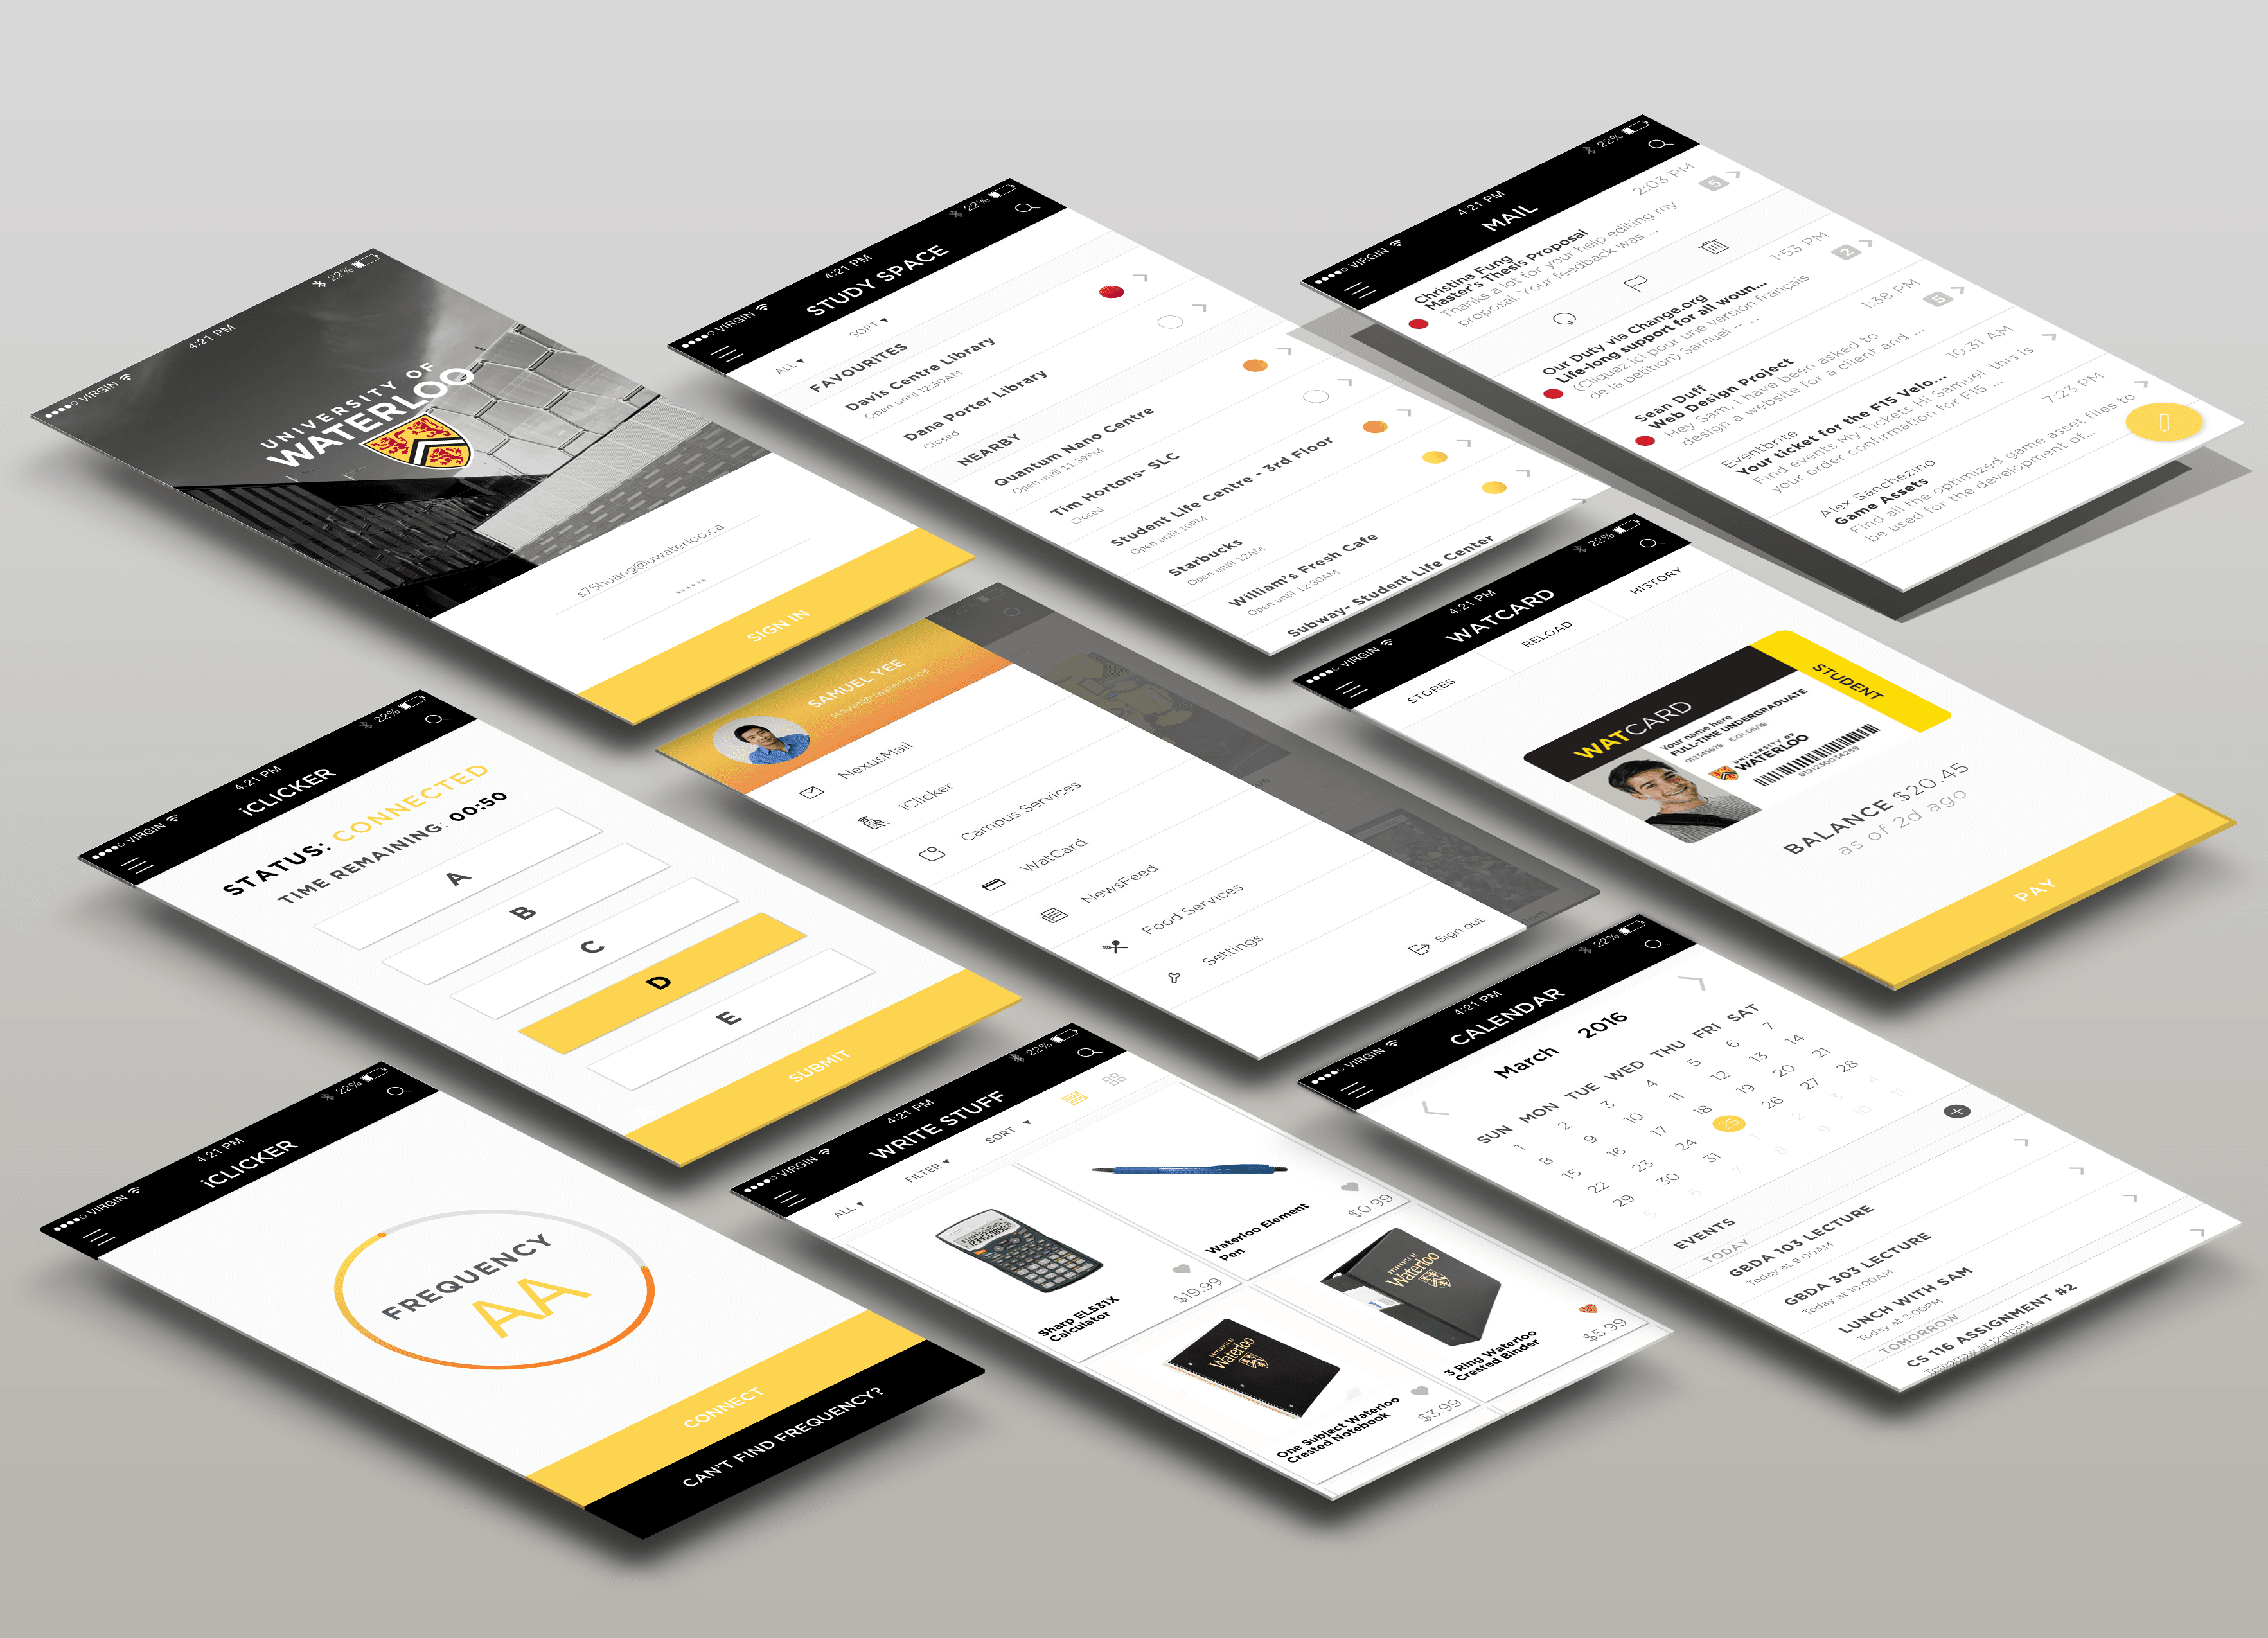 VIRGIN
4:21 PM
22%
UNIVERSITY OF
WATERLOO
s75huang@uwaterloo.ca
SIGN IN
VIRGIN
4:21 PM
22%
STUDY SPACE
ALL
SORT
FAVOURITES
Davis Centre Library
Open until 12:30AM
Dana Porter Library
Closed
NEARBY
Quantum Nano Centre
Open until 11:59PM
Tim Hortons- SLC
Closed
Student Life Centre - 3rd Floor
Open until 10PM
Starbucks
Open until 12AM
William's Fresh Cafe
Open until 12:30AM
Subway- Student Life Center
VIRGIN
4:21 PM
22%
MAIL
Christina Fung
2:03 PM
Master's Thesis Proposal
5
Thanks a lot for your help editing my
proposal. Your feedback was ...
Our Duty via Change.org
1:53 PM
Life-long support for all woun...
2
(Cliquez ici pour une version français
de la petition) Samuel -- ...
Sean Duff
1:38 PM
Web Design Project
5
Hey Sam, I have been asked to
design a website for a client and ...
Eventbrite
10:31 AM
Your ticket for the F15 Velo...
Find events My Tickets Hi Samuel, this is
your order confirmation for F15 ...
Alex Sanchezino
7:23 PM
Game Assets
Find all the optimized game asset files to
be used for the development of...
VIRGIN
4:21 PM
22%
iCLICKER
STATUS: CONNECTED
TIME REMAINING: 00:50
A
B
C
D
E
SUBMIT
22%
SAMUEL YEE
NexusMail
iClicker
Campus Services
WatCard
NewsFeed
Food Services
Settings
Sign out
VIRGIN
4:21 PM
22%
WATCARD
STORES
RELOAD
HISTORY
WATCARD
STUDENT
Your name here
FULL-TIME UNDERGRADUATE
012345678 EXP. 08/18
UNIVERSITY OF
WATERLOO
6191230034289
BALANCE $20.45
as of 2d ago
PAY
VIRGIN
4:21 PM
22%
iCLICKER
FREQUENCY
AA
CONNECT
CAN'T FIND FREQUENCY?
VIRGIN
4:21 PM
22%
WRITE STUFF
ALL
FILTER
SORT
Sharp EL531X
Calculator
$19.99
Waterloo Element
Pen
$0.99
UNIVERSITY OF
Waterloo
One Subject Waterloo
Crested Notebook
$3.99
UNIVERSITY OF
Waterloo
3 Ring Waterloo
Crested Binder
$5.99
VIRGIN
4:21 PM
22%
CALENDAR
March 2016
SUN MON TUE WED THU FRI SAT
1 2 3 4 5 6 7
8 9 10 11 12 13 14
15 16 17 18 19 20 21
22 23 24 25 26 27 28
29 30 31 1 2 3 4
5 6 7 8 9 10 11
EVENTS
TODAY
GBDA 103 LECTURE
Today at 9:00AM
GBDA 303 LECTURE
Today at 10:00AM
LUNCH WITH SAM
Today at 2:00PM
TOMORROW
CS 116 ASSIGNMENT #2
Tomorrow at 12:00PM